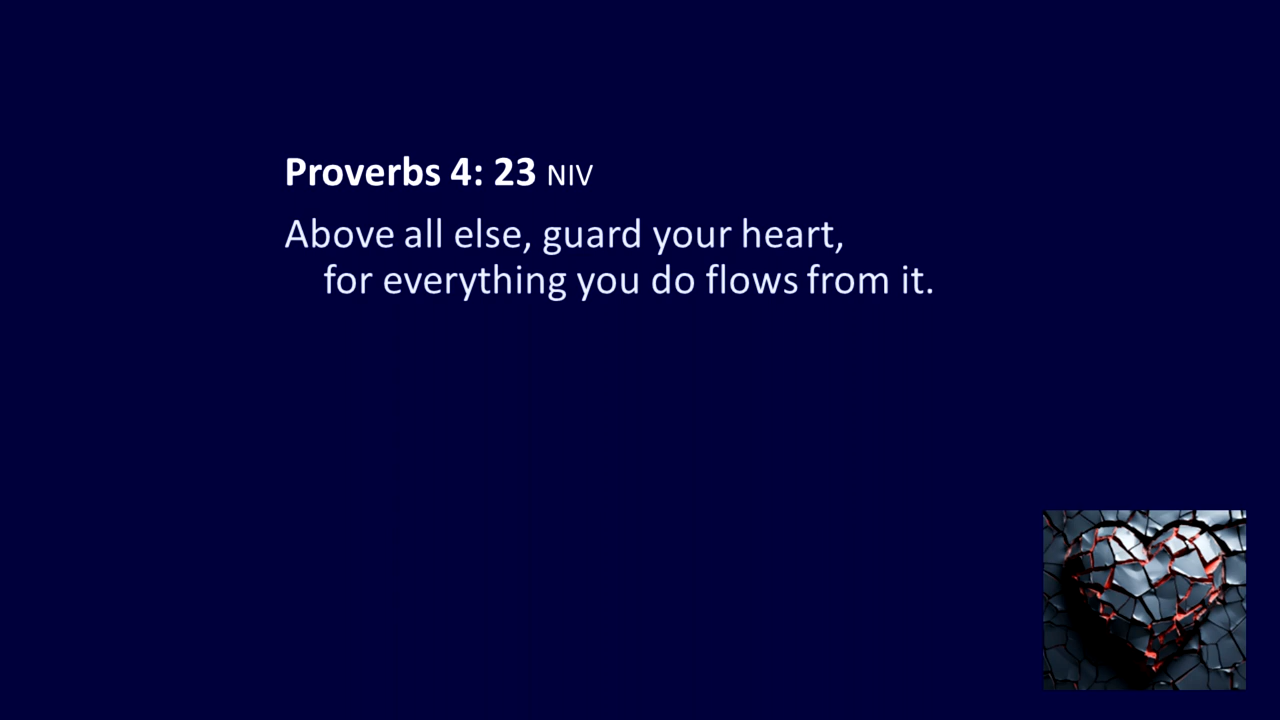 Proverbs 4: 23 NIV
Above all else, guard your heart,
for everything you do flows from it.